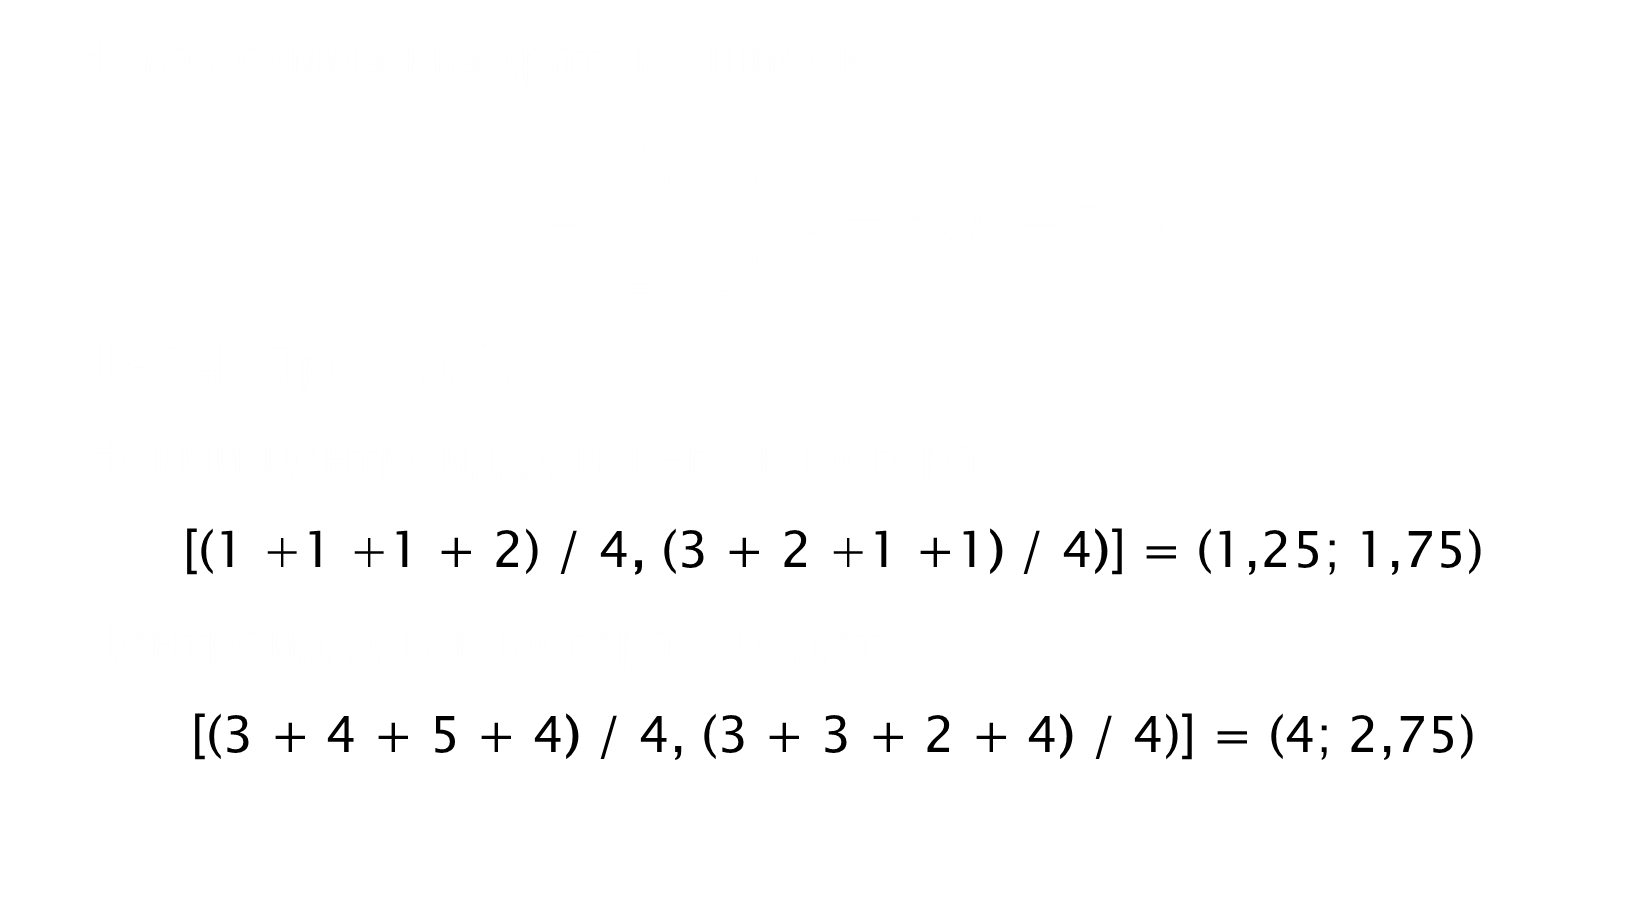 [(1 +1 +1 + 2) / 4, (3 + 2 +1 +1) / 4)] = (1,25; 1,75)
[(3 + 4 + 5 + 4) / 4, (3 + 3 + 2 + 4) / 4)] = (4; 2,75)